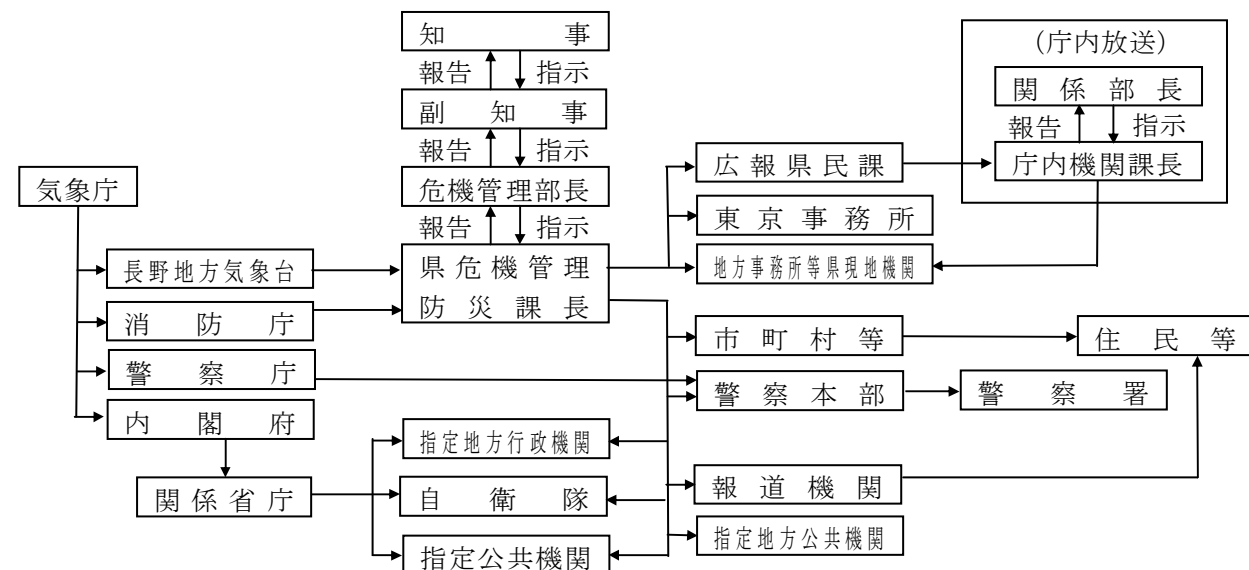 知事
報告 指示
副知事
報告 指示
危機管理部長
報告 指示
県危機管理
防災課長
(庁内放送)
関係部長
報告 指示
庁内機関課長
広報県民課
東京事務所
地方事務所等県現地機関
気象庁
長野地方気象台
消防庁
警察庁
内閣府
関係省庁
市町村等
住民等
警察本部
警察署
指定地方行政機関
自衛隊
指定公共機関
報道機関
指定地方公共機関